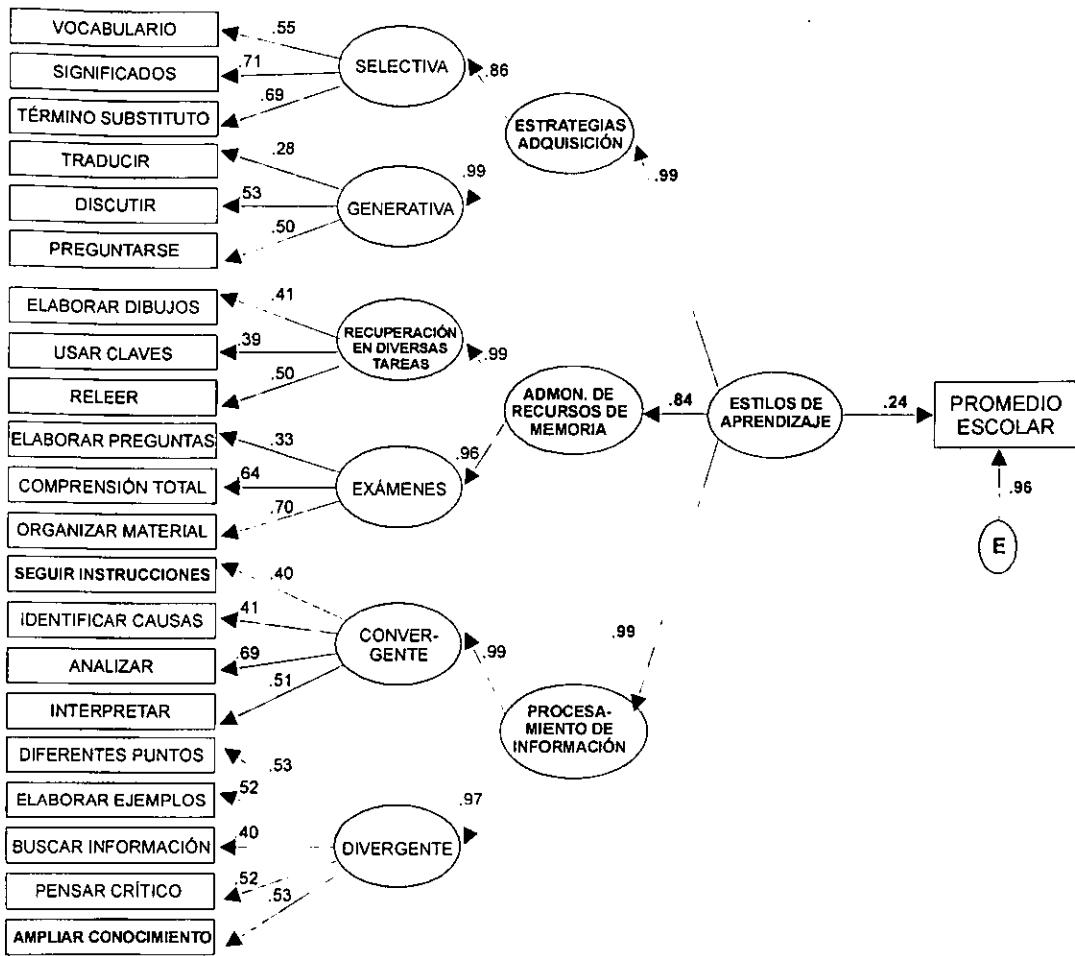 VOCABULARIO
.55
SELECTIVA
.86
SIGNIFICADOS
.71
TÉRMINO SUBSTITUTO
.69
ESTRATEGIAS
ADQUISICIÓN
.99
TRADUCIR
.28
GENERATIVA
.99
DISCUTIR
.53
PREGUNTARSE
.50
ELABORAR DIBUJOS
.41
RECUPERACIÓN
EN DIVERSAS
TAREAS
.99
USAR CLAVES
.39
RELEER
.50
ADMON. DE
RECURSOS DE
MEMORIA
.84
ESTILOS DE
APRENDIZAJE
.24
PROMEDIO
ESCOLAR
.96
E
ELABORAR PREGUNTAS
.33
EXÁMENES
.96
COMPRENSIÓN TOTAL
.64
ORGANIZAR MATERIAL
.70
SEGUIR INSTRUCCIONES
.40
CONVER-
GENTE
.99
IDENTIFICAR CAUSAS
.41
ANALIZAR
.69
INTERPRETAR
.51
.99
PROCESA-
MIENTO DE
INFORMACIÓN
DIFERENTES PUNTOS
.53
ELABORAR EJEMPLOS
.52
.97
BUSCAR INFORMACIÓN
.40
DIVERGENTE
PENSAR CRÍTICO
.52
AMPLIAR CONOCIMIENTO
.53